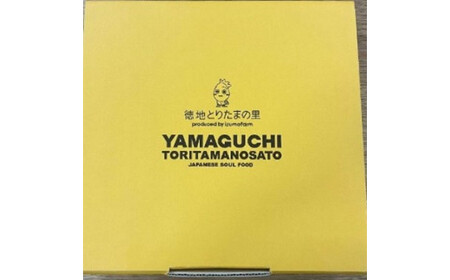 徳地とりたまの里
produced by izumofarm
YAMAGUCHI
TORITAMANOSATO
JAPANESE SOUL FOOD